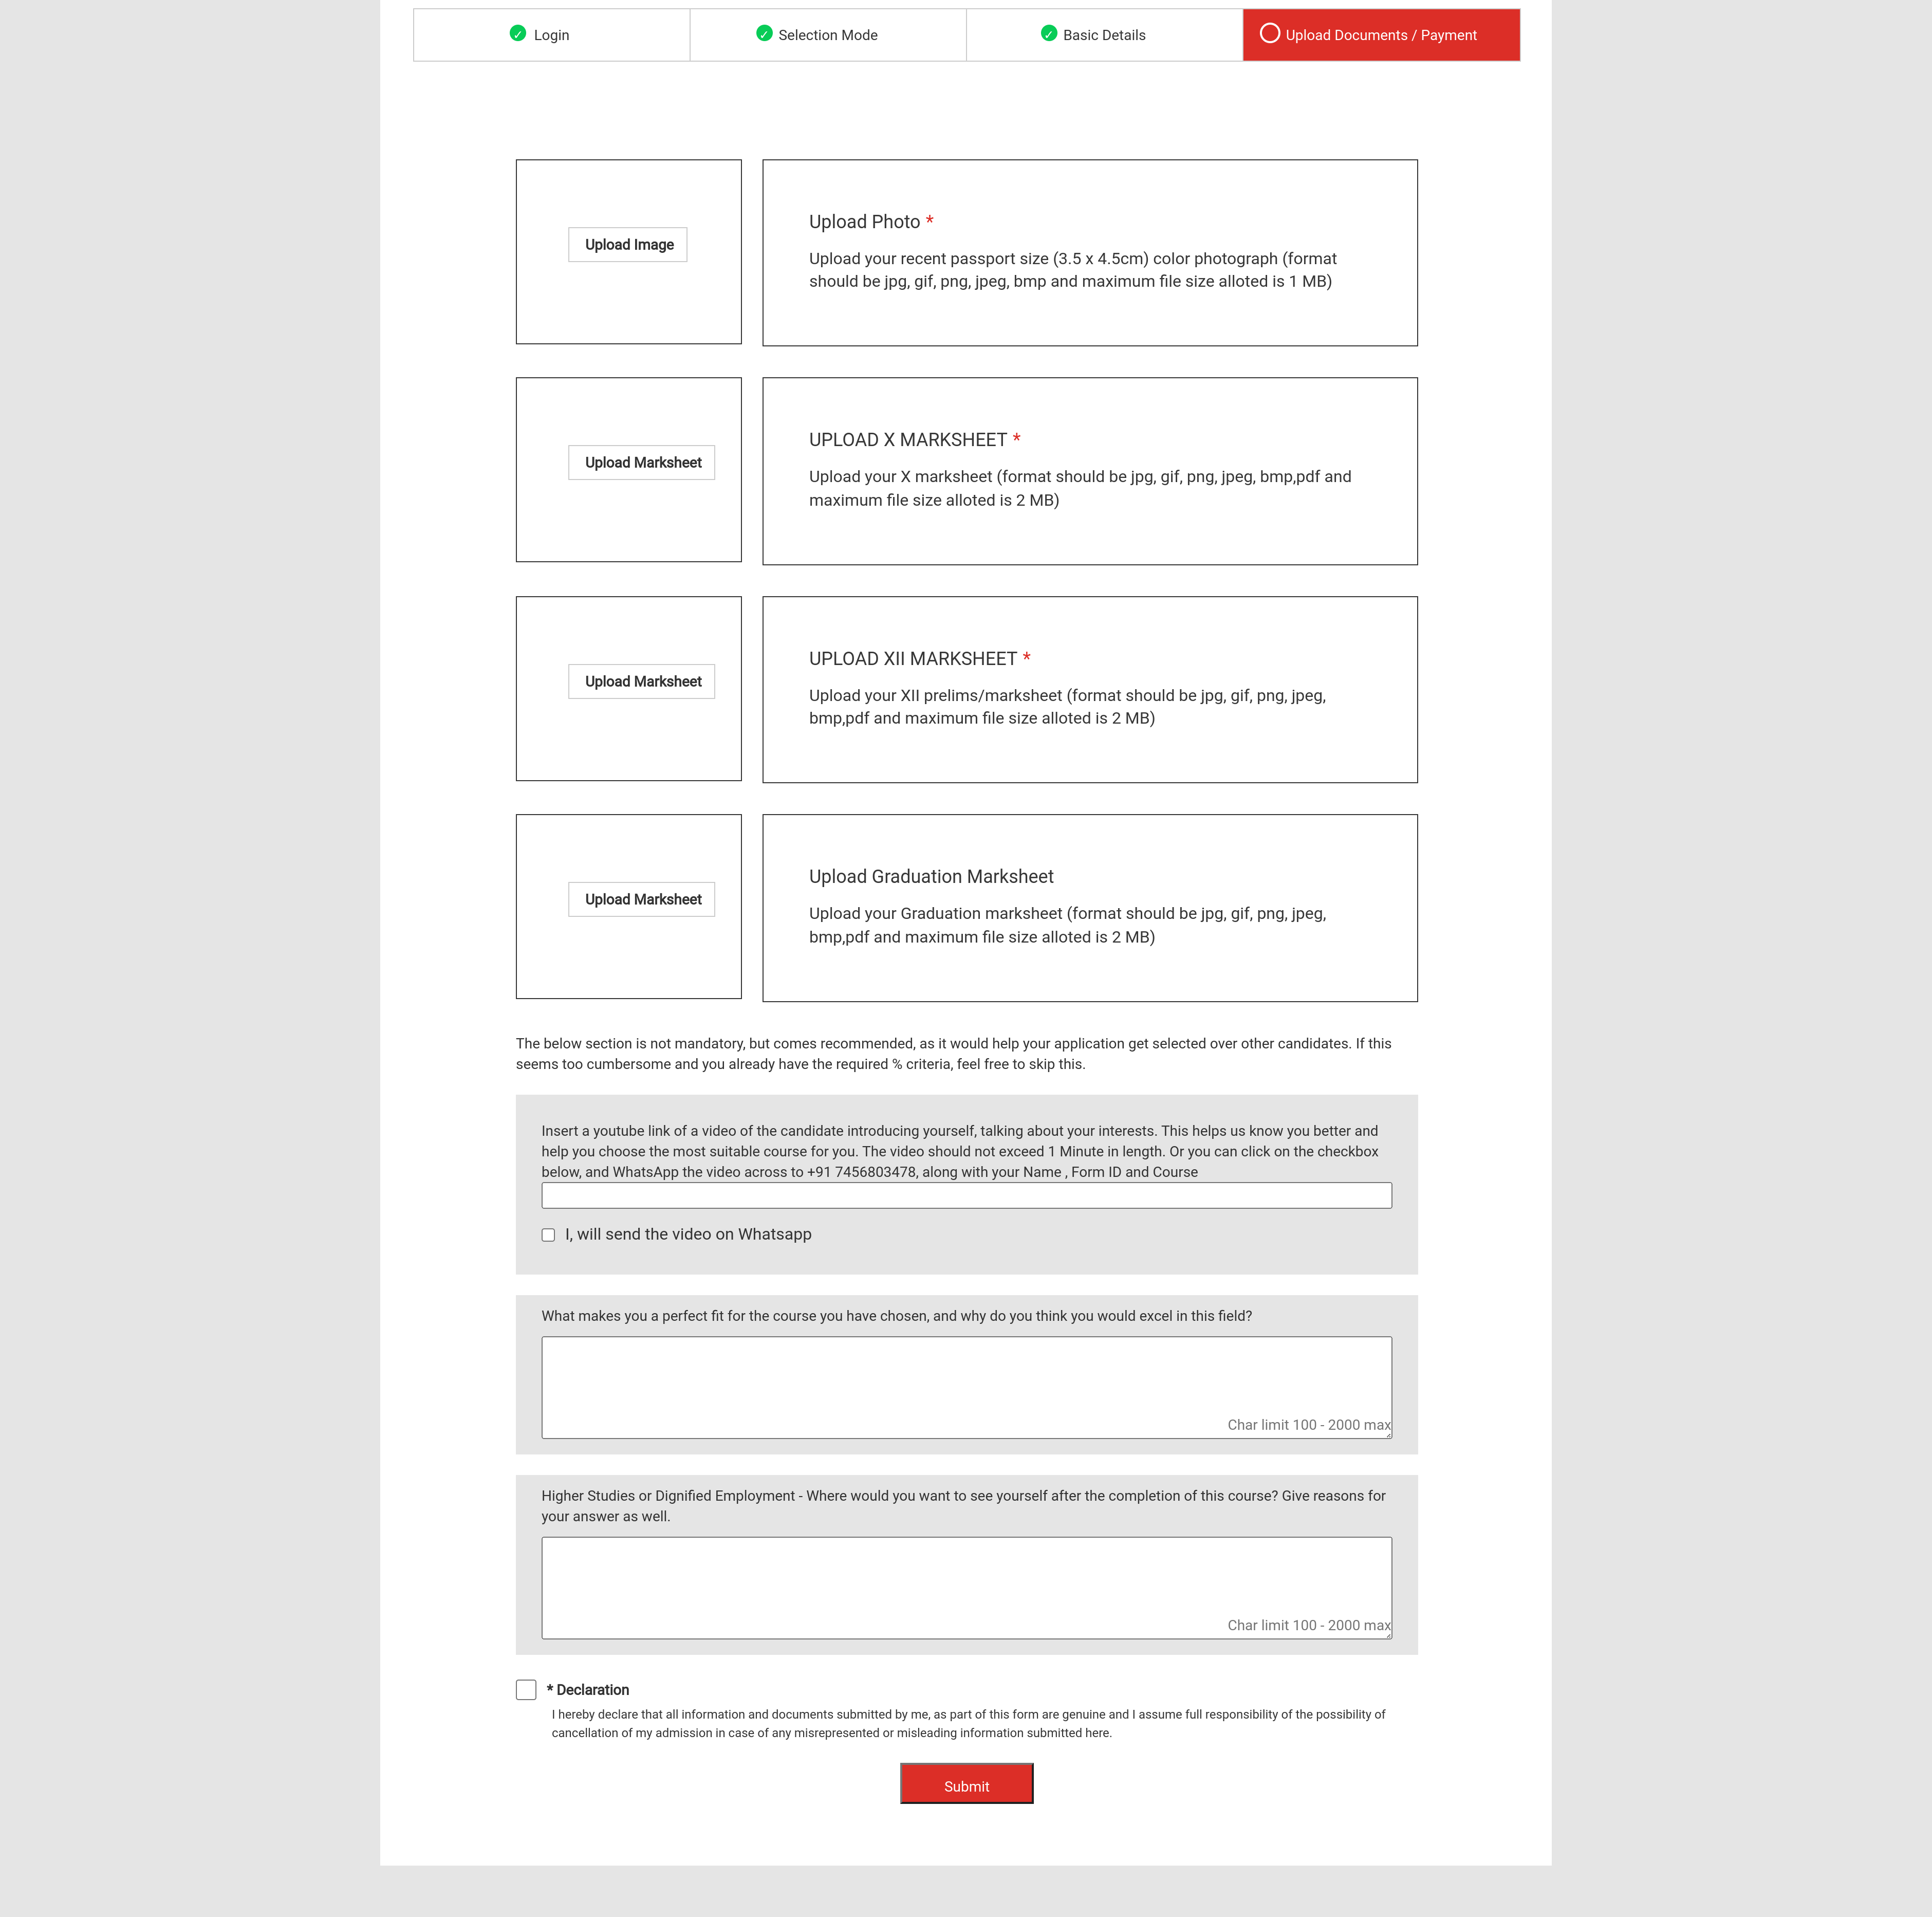 ✓ Login
✓ Selection Mode
✓ Basic Details
Upload Documents / Payment
Upload Image
Upload Photo *
Upload your recent passport size (3.5 x 4.5cm) color photograph (format
should be jpg, gif, png, jpeg, bmp and maximum file size alloted is 1 MB)
Upload Marksheet
UPLOAD X MARKSHEET *
Upload your X marksheet (format should be jpg, gif, png, jpeg, bmp,pdf and
maximum file size alloted is 2 MB)
Upload Marksheet
UPLOAD XII MARKSHEET *
Upload your XII prelims/marksheet (format should be jpg, gif, png, jpeg,
bmp,pdf and maximum file size alloted is 2 MB)
Upload Marksheet
Upload Graduation Marksheet
Upload your Graduation marksheet (format should be jpg, gif, png, jpeg,
bmp,pdf and maximum file size alloted is 2 MB)
The below section is not mandatory, but comes recommended, as it would help your application get selected over other candidates. If this
seems too cumbersome and you already have the required % criteria, feel free to skip this.
Insert a youtube link of a video of the candidate introducing yourself, talking about your interests. This helps us know you better and
help you choose the most suitable course for you. The video should not exceed 1 Minute in length. Or you can click on the checkbox
below, and WhatsApp the video across to +91 7456803478, along with your Name , Form ID and Course
I, will send the video on Whatsapp
What makes you a perfect fit for the course you have chosen, and why do you think you would excel in this field?
Char limit 100 - 2000 max
Higher Studies or Dignified Employment - Where would you want to see yourself after the completion of this course? Give reasons for
your answer as well.
Char limit 100 - 2000 max
* Declaration
I hereby declare that all information and documents submitted by me, as part of this form are genuine and I assume full responsibility of the possibility of
cancellation of my admission in case of any misrepresented or misleading information submitted here.
Submit